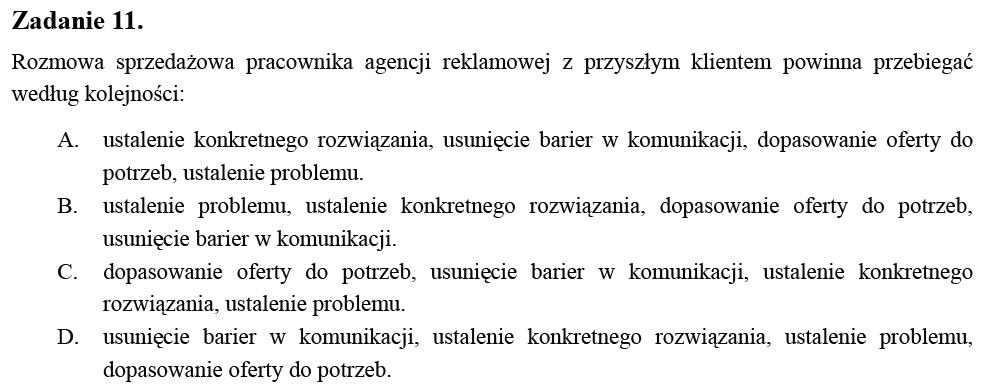 Zadanie 11.
Rozmowa sprzedażowa pracownika agencji reklamowej z przyszłym klientem powinna przebiegać
według kolejności:
A. ustalenie konkretnego rozwiązania, usunięcie barier w komunikacji, dopasowanie oferty do
potrzeb, ustalenie problemu.
B. ustalenie problemu, ustalenie konkretnego rozwiązania, dopasowanie oferty do potrzeb,
usunięcie barier w komunikacji.
C. dopasowanie oferty do potrzeb, usunięcie barier w komunikacji, ustalenie konkretnego
rozwiązania, ustalenie problemu.
D. usunięcie barier w komunikacji, ustalenie konkretnego rozwiązania, ustalenie problemu,
dopasowanie oferty do potrzeb.